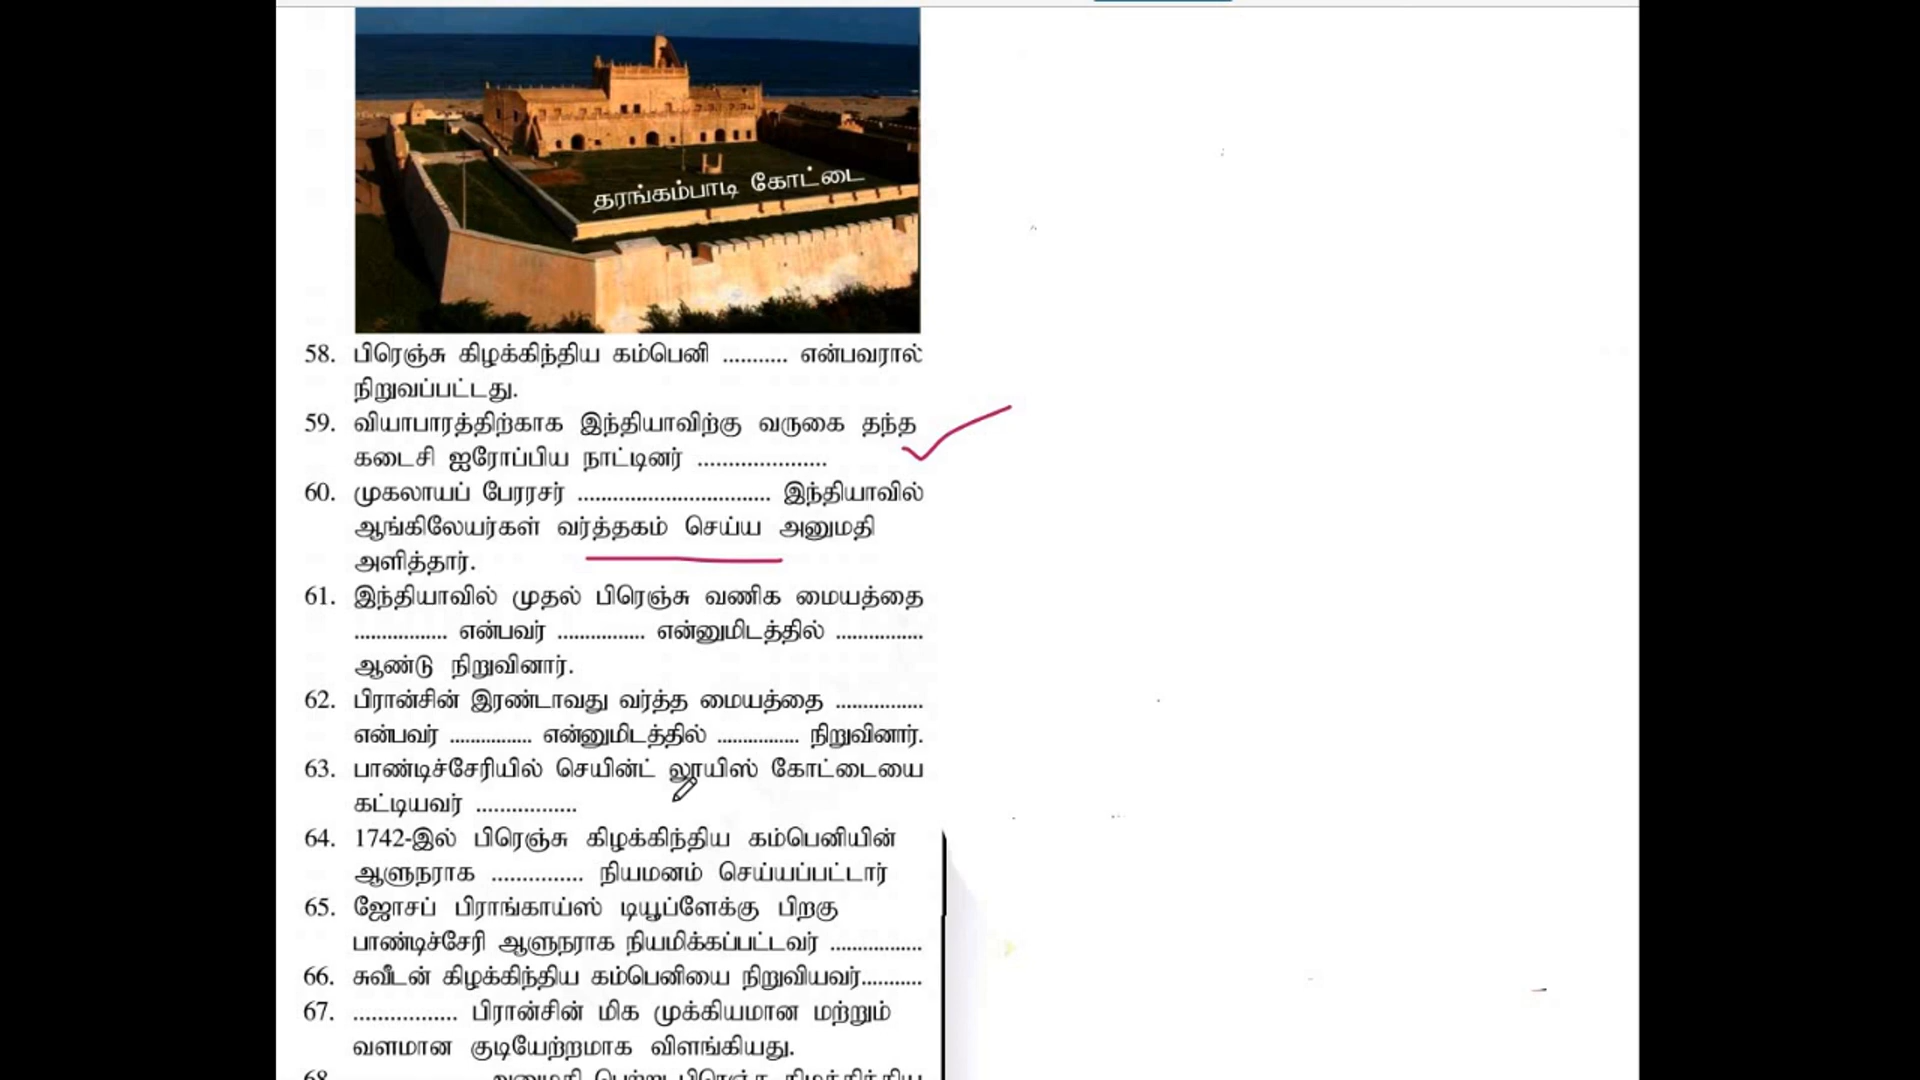 தரங்கம்பாடி கோட்டை
58. பிரெஞ்சு கிழக்கிந்திய கம்பெனி ........... என்பவரால்
நிறுவப்பட்டது.
59. வியாபாரத்திற்காக இந்தியாவிற்கு வருகை தந்த
கடைசி ஐரோப்பிய நாட்டினர் .....................
60. முகலாயப் பேரரசர் ............................... இந்தியாவில்
ஆங்கிலேயர்கள் வர்த்தகம் செய்ய அனுமதி
அளித்தார்.
61. இந்தியாவில் முதல் பிரெஞ்சு வணிக மையத்தை
............... என்பவர் .............. என்னுமிடத்தில் ..............
ஆண்டு நிறுவினார்.
62. பிரான்சின் இரண்டாவது வர்த்த மையத்தை ..............
என்பவர் ............... என்னுமிடத்தில் ............... நிறுவினார்.
63. பாண்டிச்சேரியில் செயின்ட் லூயிஸ் கோட்டையை
கட்டியவர் ................
64. 1742-இல் பிரெஞ்சு கிழக்கிந்திய கம்பெனியின்
ஆளுநராக ............... நியமனம் செய்யப்பட்டார்
65. ஜோசப் பிராங்காய்ஸ் டியூப்ளேக்கு பிறகு
பாண்டிச்சேரி ஆளுநராக நியமிக்கப்பட்டவர் ...............
66. சுவீடன் கிழக்கிந்திய கம்பெனியை நிறுவியவர்..........
67. ................. பிரான்சின் மிக முக்கியமான மற்றும்
வளமான குடியேற்றமாக விளங்கியது.
68. அனுமதி பெற்று பிரெஞ்சு கிழக்கிந்திய